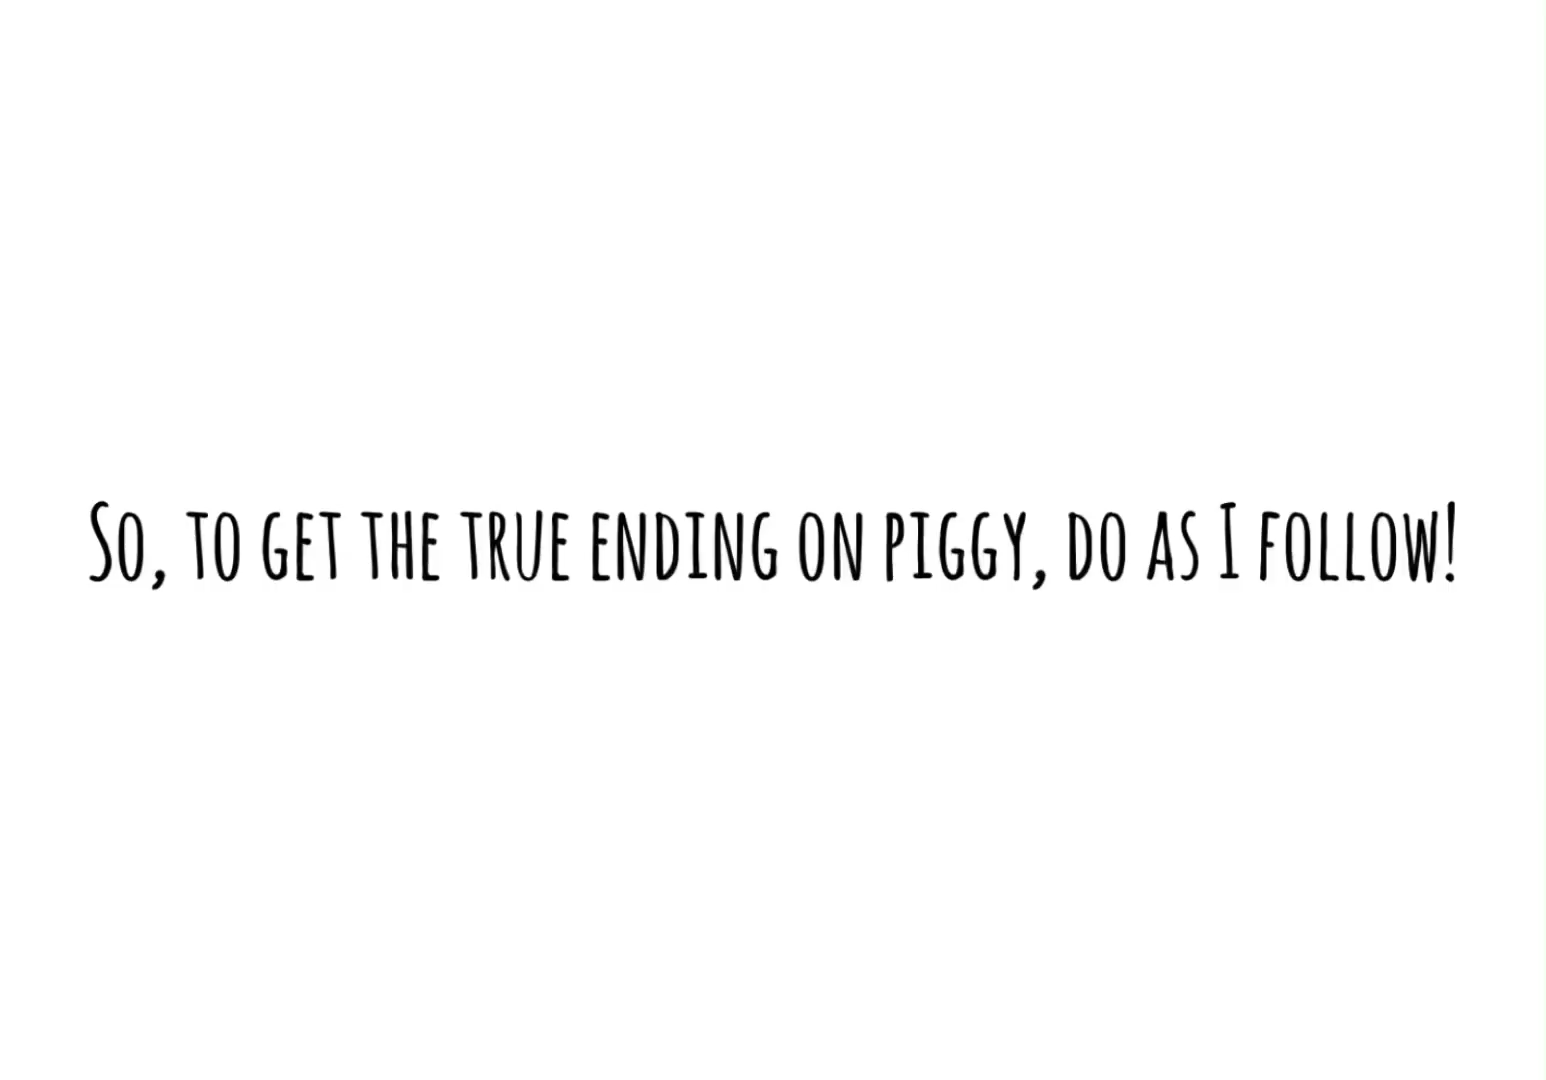 So, to get the true ending on piggy, do as I follow!